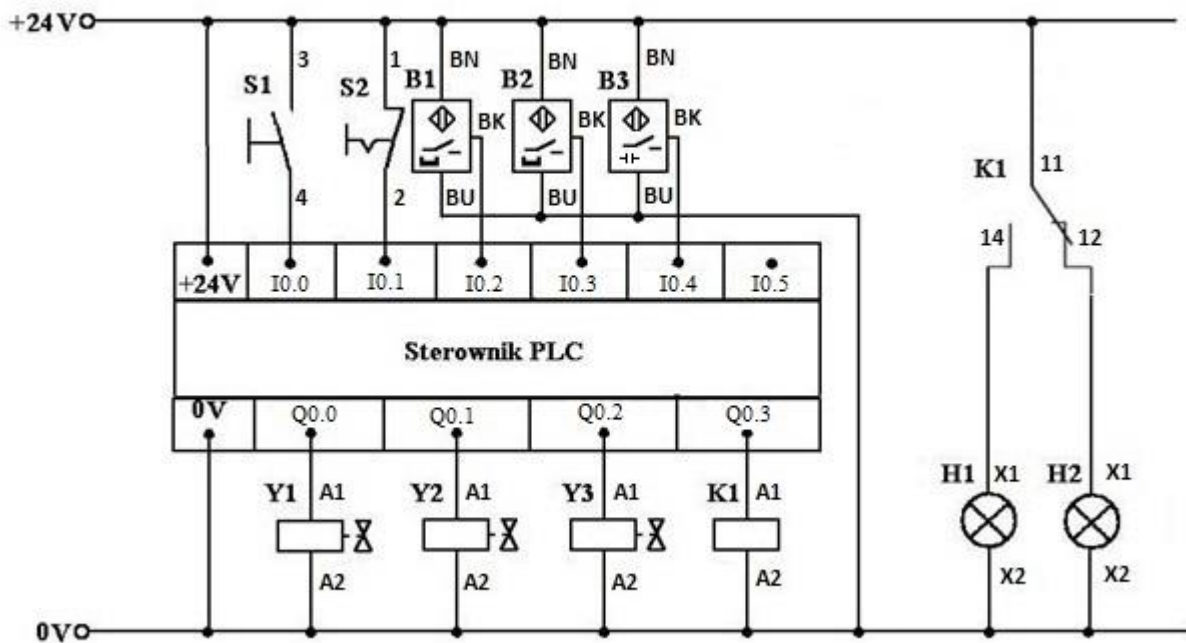 +24V
3
1
BN
BN
BN
S1
S2
B1
B2
B3
BK
BK
BK
4
2
BU
BU
BU
K1
11
14
12
+24V
I0.0
I0.1
I0.2
I0.3
I0.4
I0.5
Sterownik PLC
0V
Q0.0
Q0.1
Q0.2
Q0.3
Y1
A1
Y2
A1
Y3
A1
K1
A1
H1
X1
H2
X1
A2
A2
A2
A2
X2
X2
0V